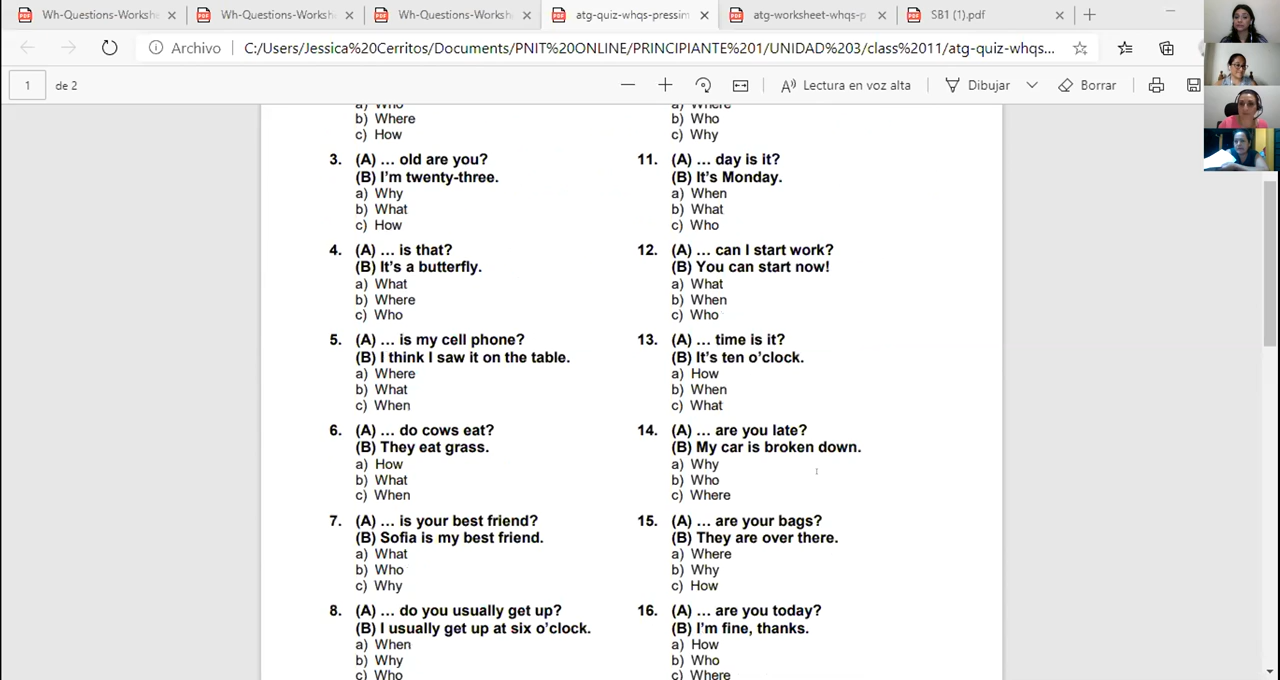 Wh-Questions-Workshe
Wh-Questions-Worksh
Wh-Questions-Worksh
atg-quiz-whqs-pressim
atg-worksheet-whqs-p
SB1 (1).pdf
Archivo
C:/Users/Jessica%20Cerritos/Documents/PNIT%20ONLINE/PRINCIPIANTE%201/UNIDAD%203/class%2011/atg-quiz-whqs...
1 de 2
Lectura en voz alta
Dibujar
Borrar
a) Who
b) Where
c) How
3. (A) … old are you?
(B) I'm twenty-three.
a) Why
b) What
c) How
4. (A) … is that?
(B) It's a butterfly.
a) What
b) Where
c) Who
5. (A) … is my cell phone?
(B) I think I saw it on the table.
a) Where
b) What
c) When
6. (A) … do cows eat?
(B) They eat grass.
a) How
b) What
c) When
7. (A) … is your best friend?
(B) Sofia is my best friend.
a) What
b) Who
c) Why
8. (A) … do you usually get up?
(B) I usually get up at six o'clock.
a) When
b) Why
c) Who
a) Where
b) Who
c) Why
11. (A) … day is it?
(B) It's Monday.
a) When
b) What
c) Who
12. (A) … can I start work?
(B) You can start now!
a) What
b) When
c) Who
13. (A) … time is it?
(B) It's ten o'clock.
a) How
b) When
c) What
14. (A) … are you late?
(B) My car is broken down.
a) Why
b) Who
c) Where
15. (A) … are your bags?
(B) They are over there.
a) Where
b) Why
c) How
16. (A) … are you today?
(B) I'm fine, thanks.
a) How
b) Who
c) Where